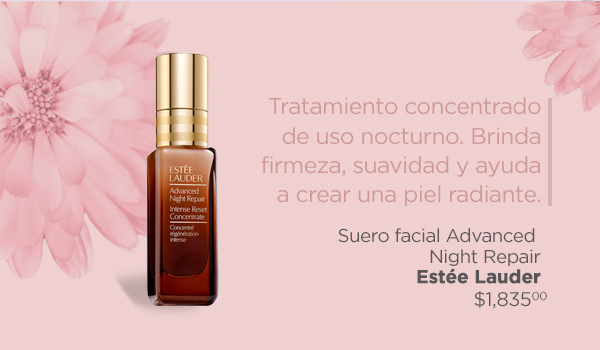 ESTĒE
LAUDER
Advanced
Night Repair
Intense Reset
Concentrate
Concentré
régénération
intense
Tratamiento concentrado
de uso nocturno. Brinda
firmeza, suavidad y ayuda
a crear una piel radiante.
Suero facial Advanced
Night Repair
Estée Lauder
$1,835⁰⁰